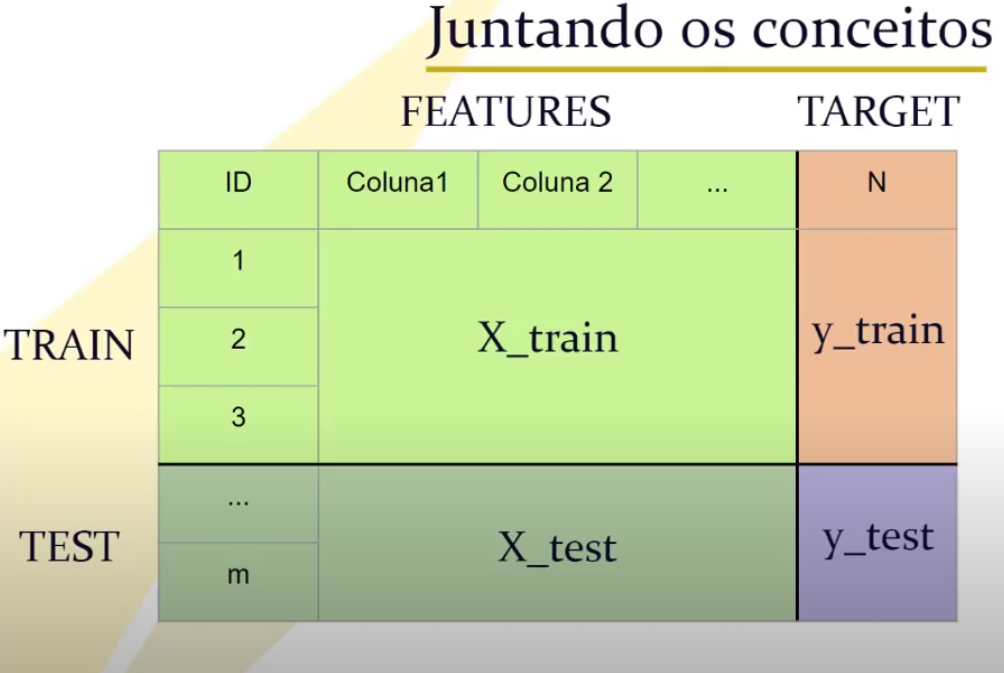 Juntando os conceitos
FEATURES TARGET
ID Coluna1 Coluna 2 ... N
1
2
3
TRAIN X_train y_train
...
m
TEST X_test y_test